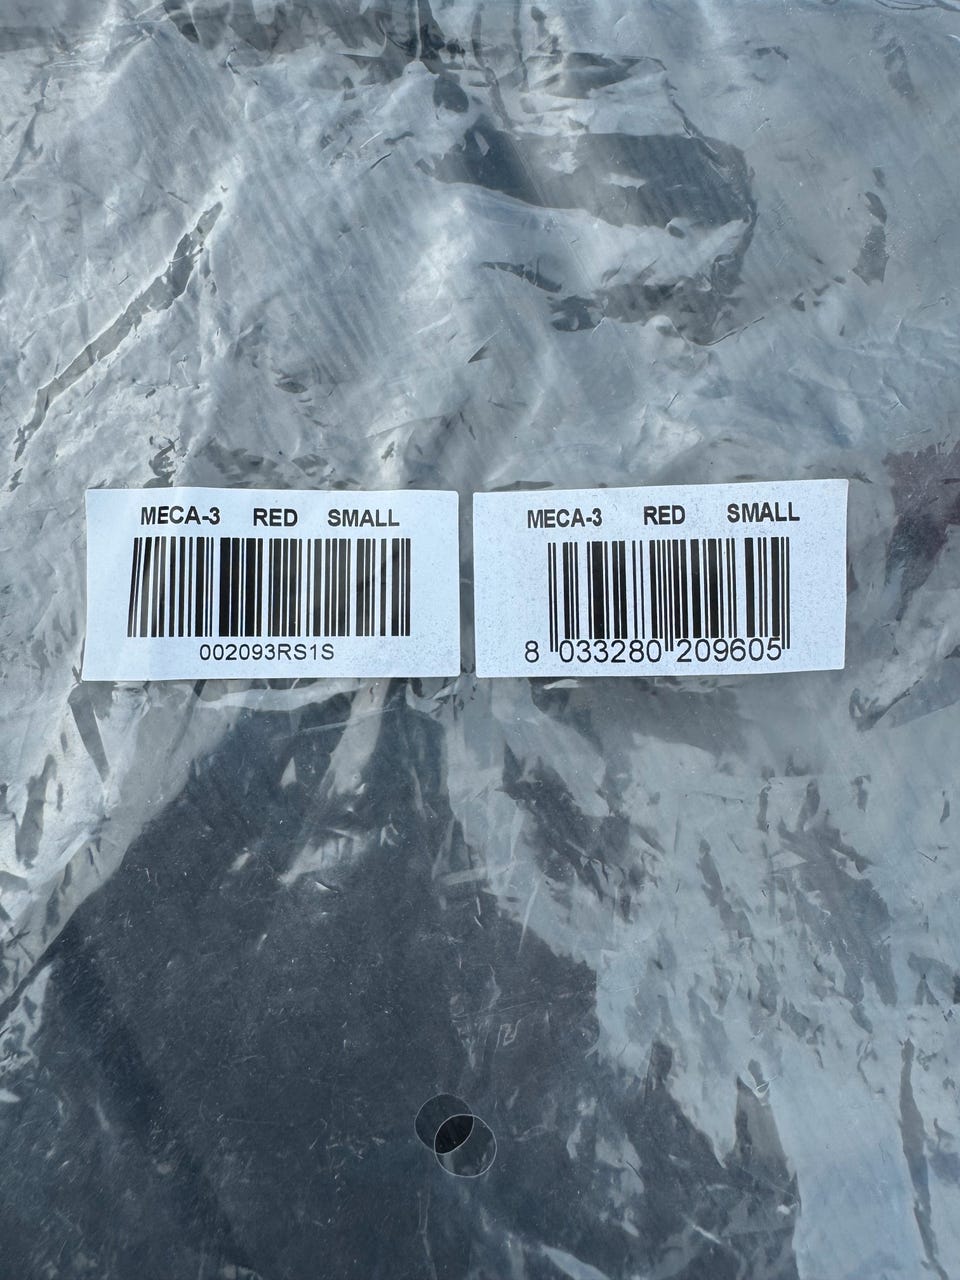 MECA-3 RED SMALL
002093RS1S
MECA-3 RED SMALL
8 033280 209605